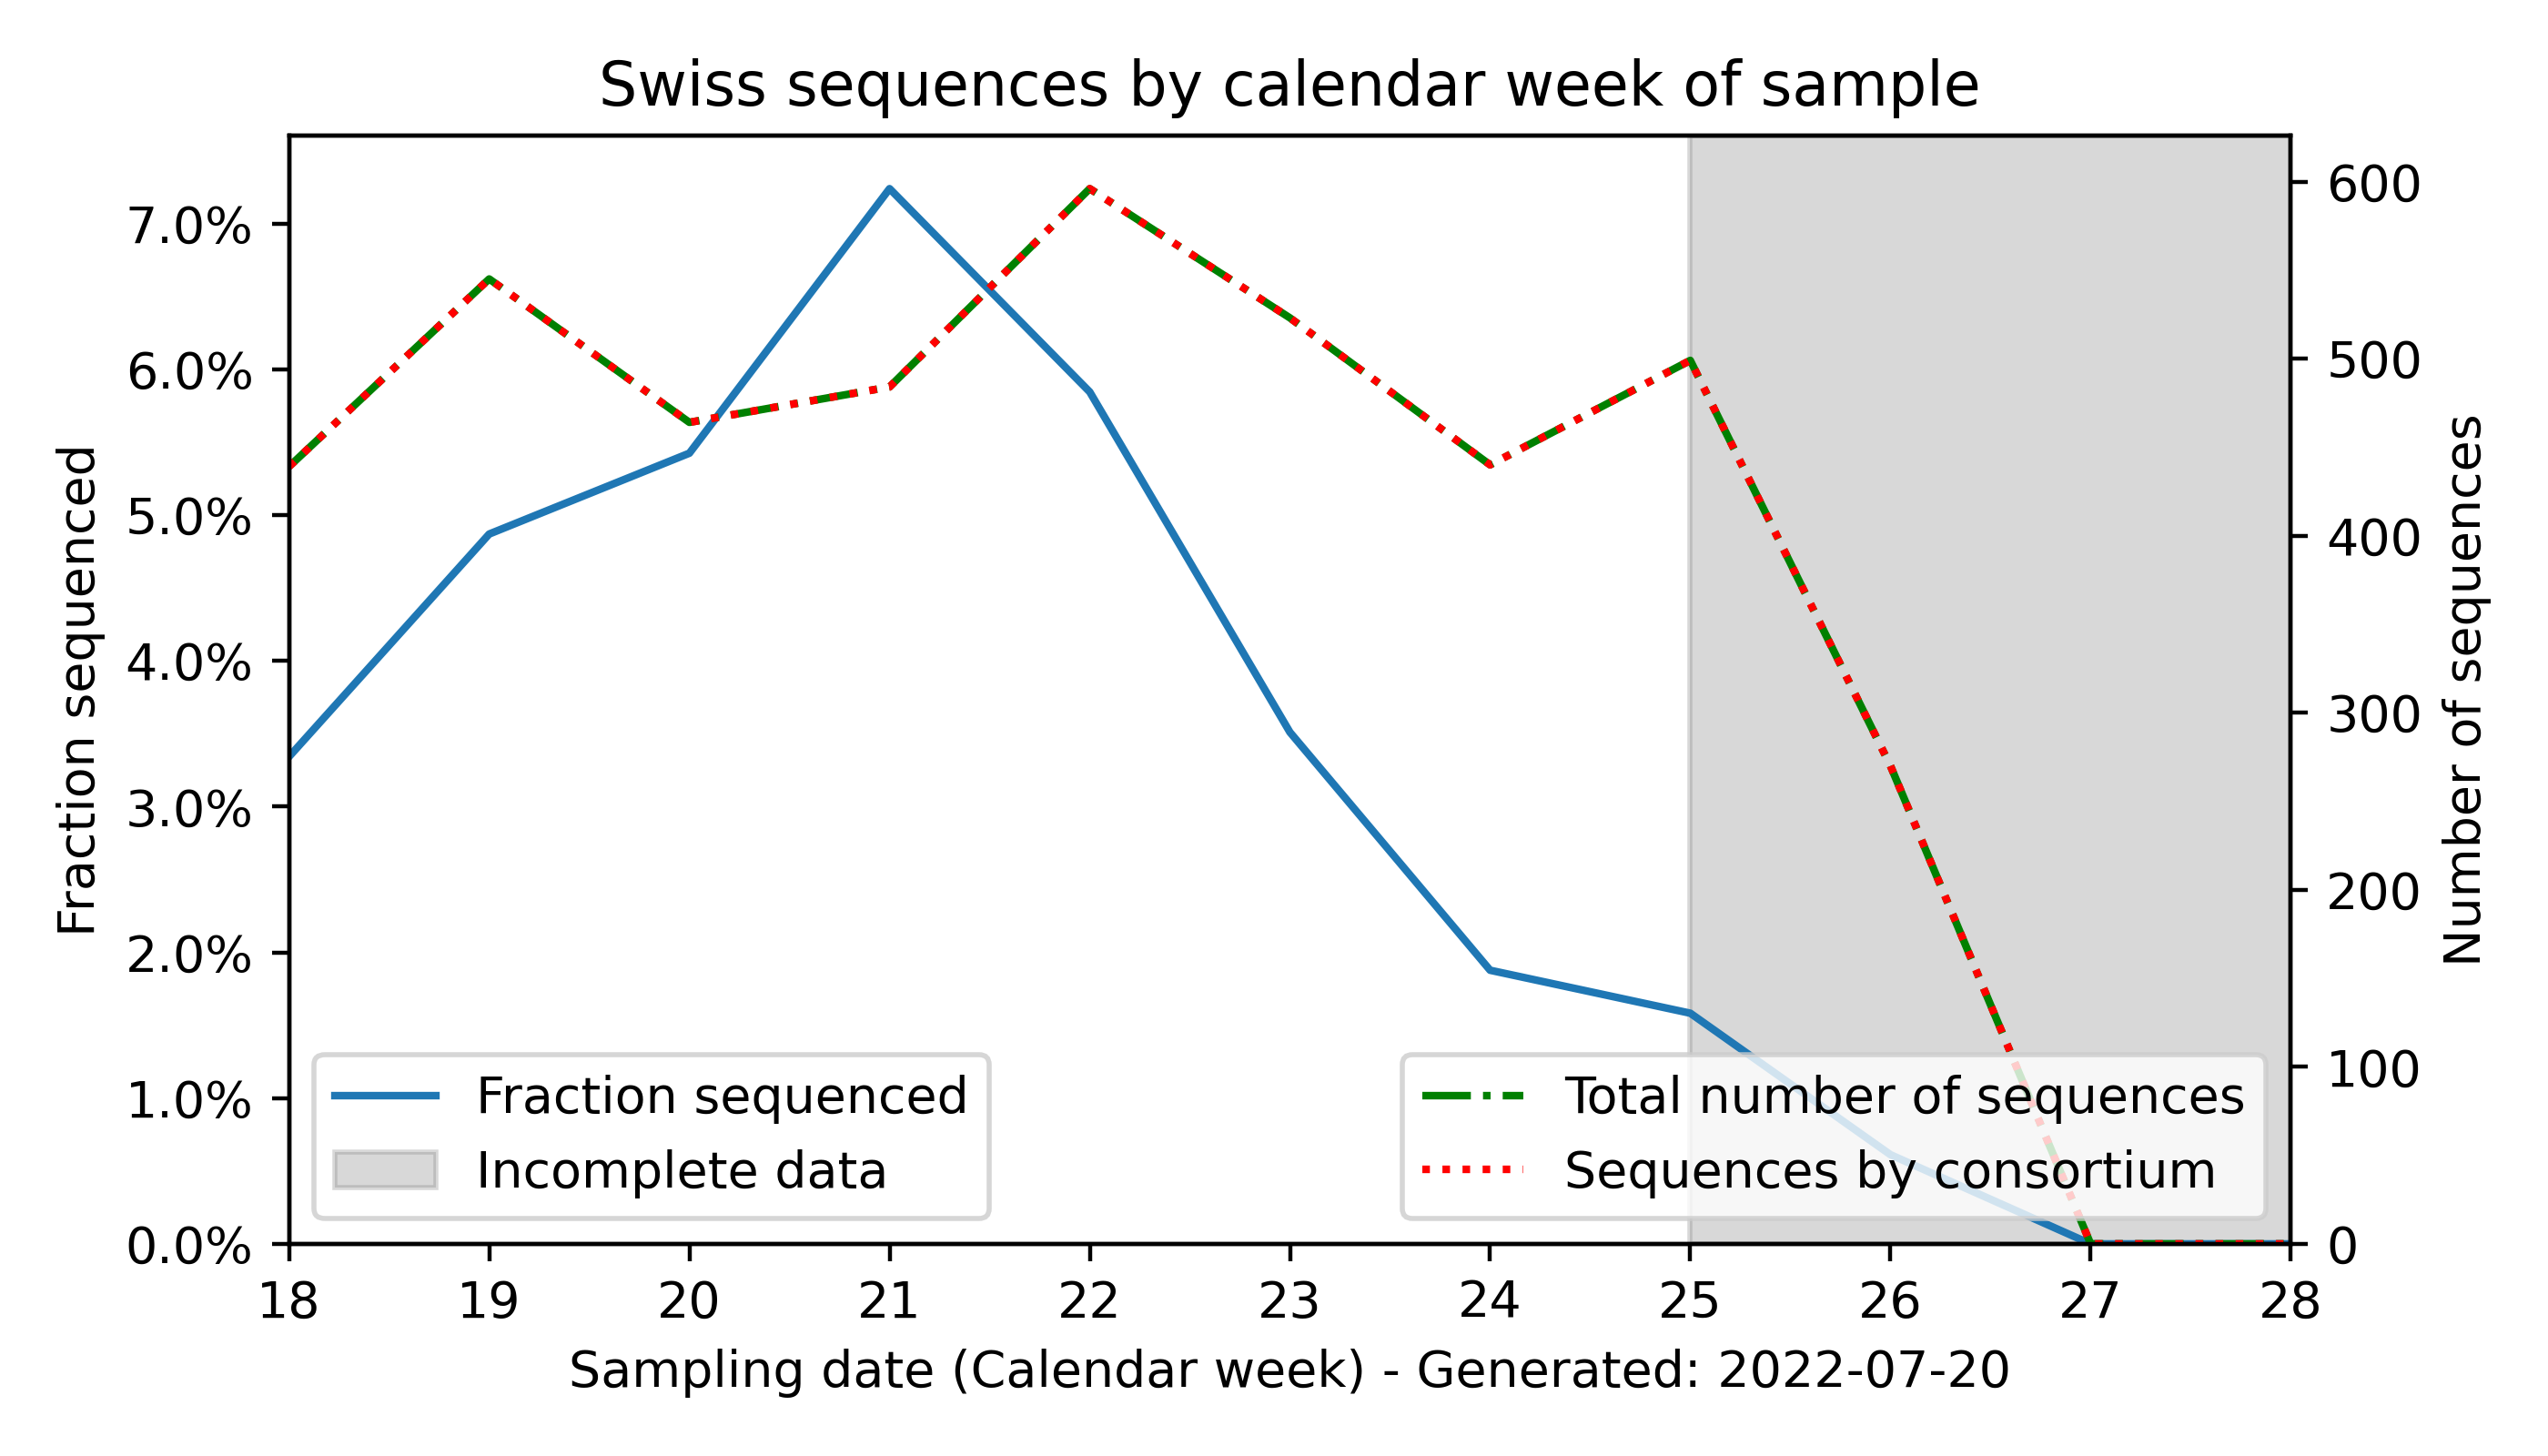 Swiss sequences by calendar week of sample
7.0%
6.0%
5.0%
4.0%
3.0%
2.0%
1.0%
0.0%
Fraction sequenced
600
500
400
300
200
100
0
Number of sequences
Fraction sequenced
Incomplete data
Total number of sequences
Sequences by consortium
18 19 20 21 22 23 24 25 26 27 28
Sampling date (Calendar week) - Generated: 2022-07-20